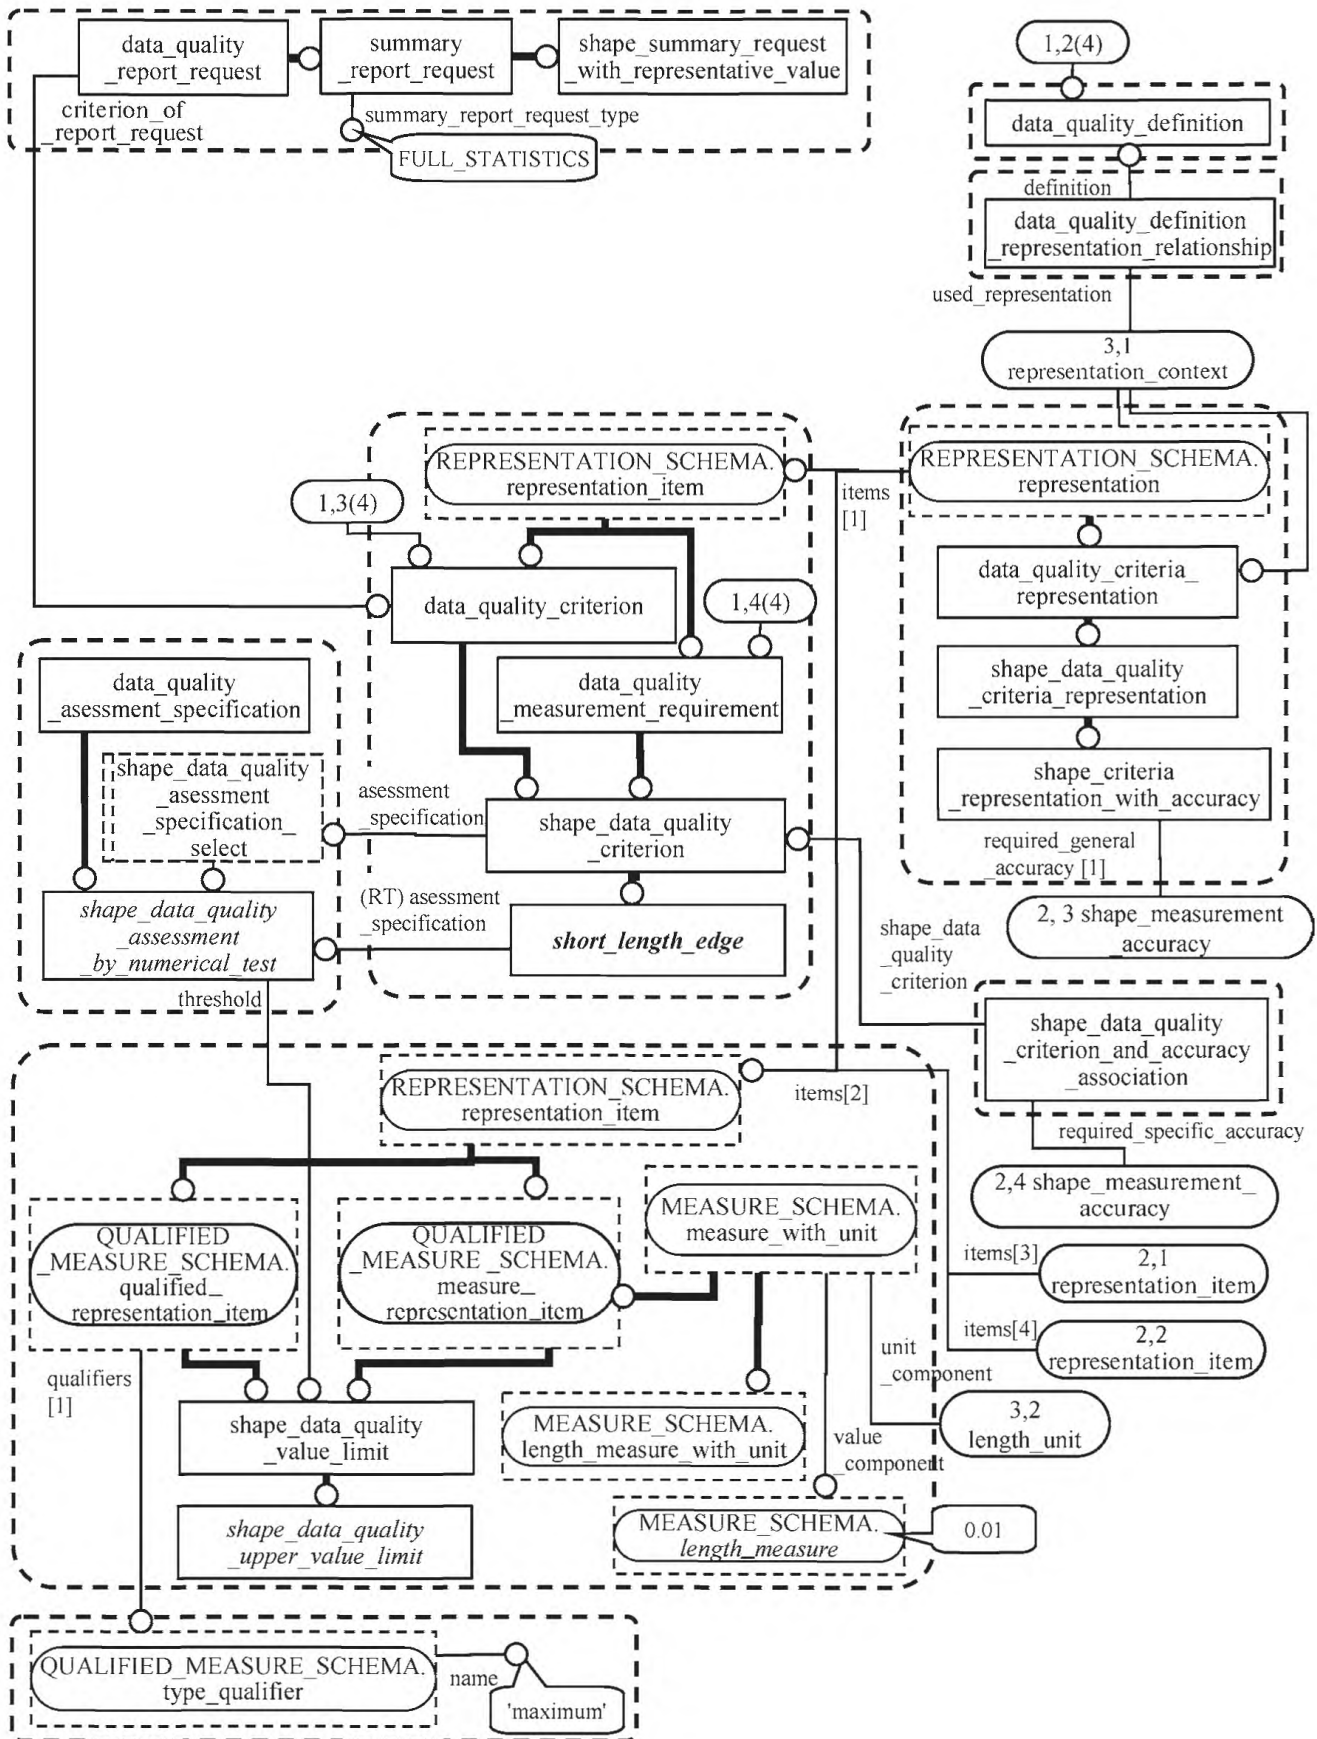 data_quality
_report_request
summary
_report_request
shape_summary_request
_with_representative_value
criterion_of
_report_request
summary_report_request_type
FULL_STATISTICS
1,2(4)
data_quality_definition
definition
data_quality_definition
_representation_relationship
used_representation
3,1
representation_context
REPRESENTATION_SCHEMA.
representation_item
items
[1]
REPRESENTATION_SCHEMA.
representation
1,3(4)
data_quality_criterion
1,4(4)
data_quality_criteria_
representation
data_quality
_asessment_specification
data_quality
_measurement_requirement
shape_data_quality
_criteria_representation
shape_data_quality
_asessment
_specification_
select
asessment
_specification
shape_data_quality
_criterion
shape_criteria
_representation_with_accuracy
required_general
_accuracy [1]
shape_data_quality
_assessment
_by_numerical_test
(RT) asessment
_specification
short_length_edge
2, 3 shape_measurement
_accuracy
shape_data
_quality
_criterion
threshold
shape_data_quality
_criterion_and_accuracy
_association
required_specific_accuracy
REPRESENTATION_SCHEMA.
representation_item
items[2]
2,4 shape_measurement_
accuracy
QUALIFIED
_MEASURE_SCHEMA.
qualified_
representation_item
QUALIFIED
_MEASURE_SCHEMA.
measure_
representation_item
MEASURE_SCHEMA.
measure_with_unit
items[3]
2,1
representation_item
items[4]
2,2
representation_item
qualifiers
[1]
unit
_component
shape_data_quality
_value_limit
MEASURE_SCHEMA.
length_measure_with_unit
value
_component
3,2
length_unit
shape_data_quality
_upper_value_limit
MEASURE_SCHEMA.
length_measure
0.01
QUALIFIED_MEASURE_SCHEMA.
type_qualifier
name
'maximum'